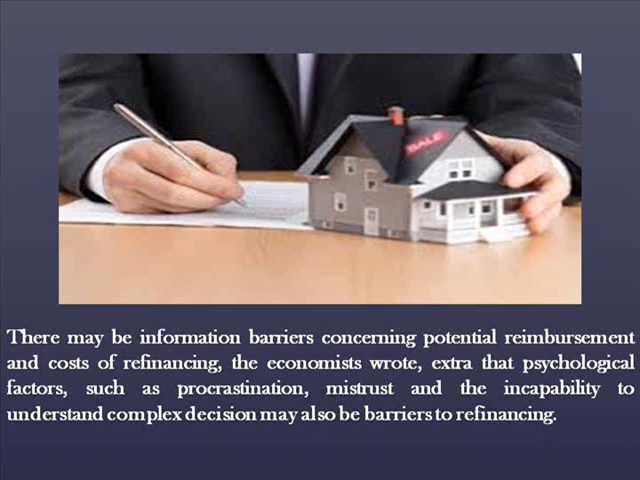 SALE
There may be information barriers concerning potential reimbursement
and costs of refinancing, the economists wrote, extra that psychological
factors, such as procrastination, mistrust and the incapability to
understand complex decision may also be barriers to refinancing.